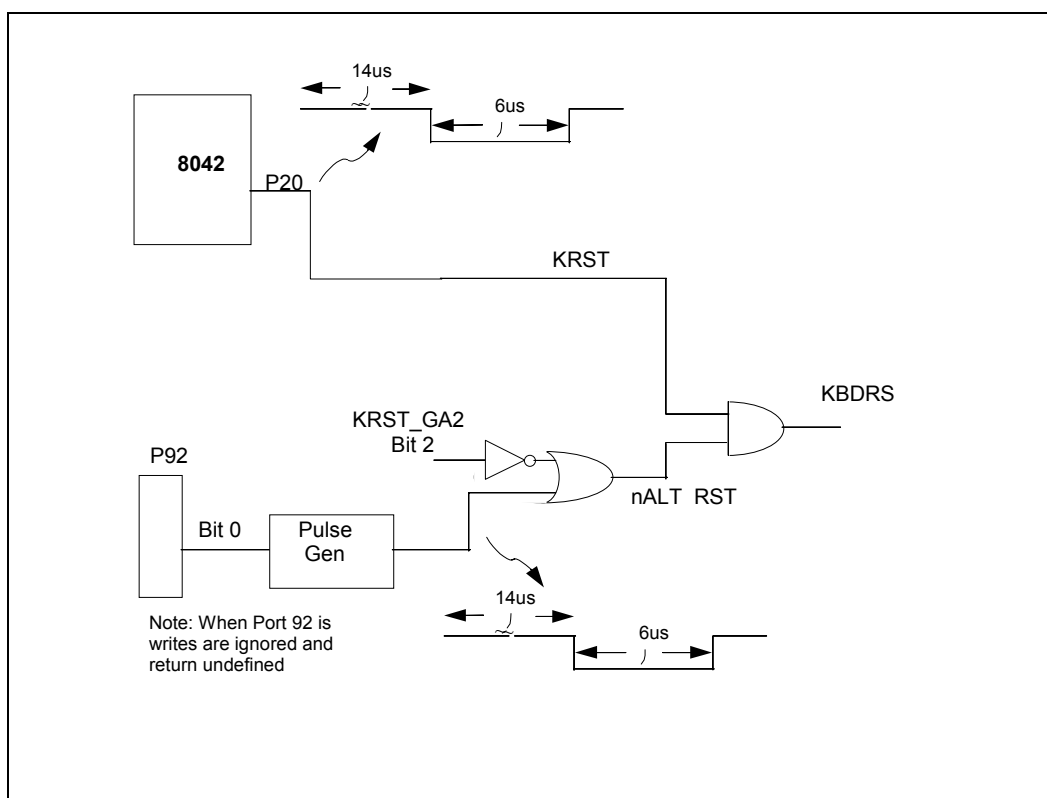 14us
6us
8042
P20
KRST
KBDRS
KRST_GA2
Bit 2
P92
nALT RST
Bit 0
Pulse
Gen
14us
6us
Note: When Port 92 is
writes are ignored and
return undefined